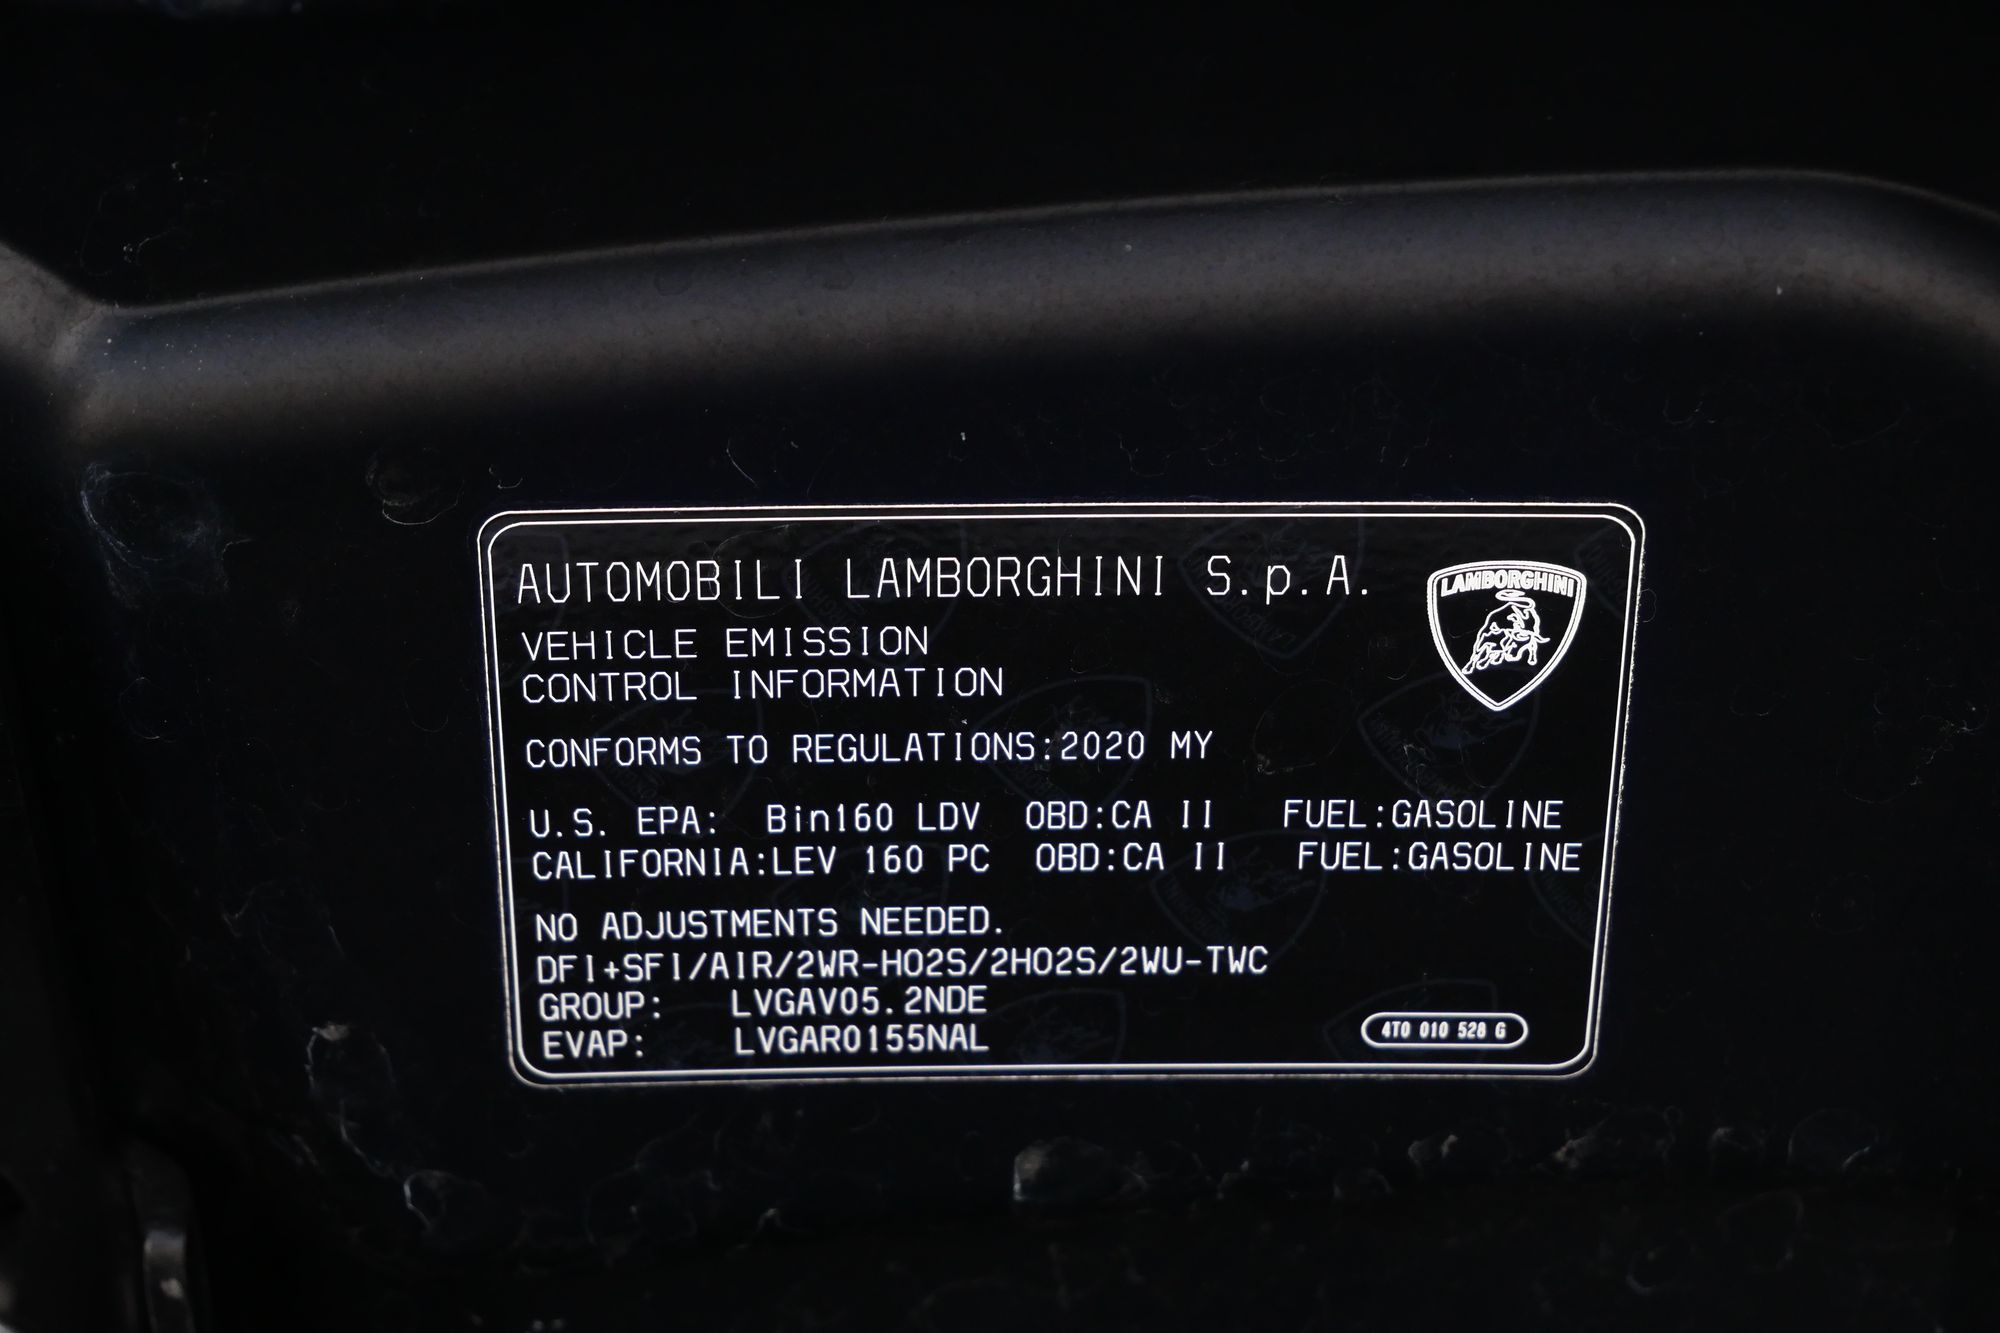 AUTOMOBILI LAMBORGHINI S.p.A.
LAMBORGHINI
VEHICLE EMISSION
CONTROL INFORMATION
CONFORMS TO REGULATIONS:2020 MY
U.S. EPA: Bin160 LDV OBD:CA II FUEL:GASOLINE
CALIFORNIA:LEV 160 PC OBD:CA II FUEL:GASOLINE
NO ADJUSTMENTS NEEDED.
DFI+SFI/AIR/2WR-HO2S/2HO2S/2WU-TWC
GROUP: LVGAV05.2NDE
EVAP: LVGAR0155NAL
4T0 010 528 G